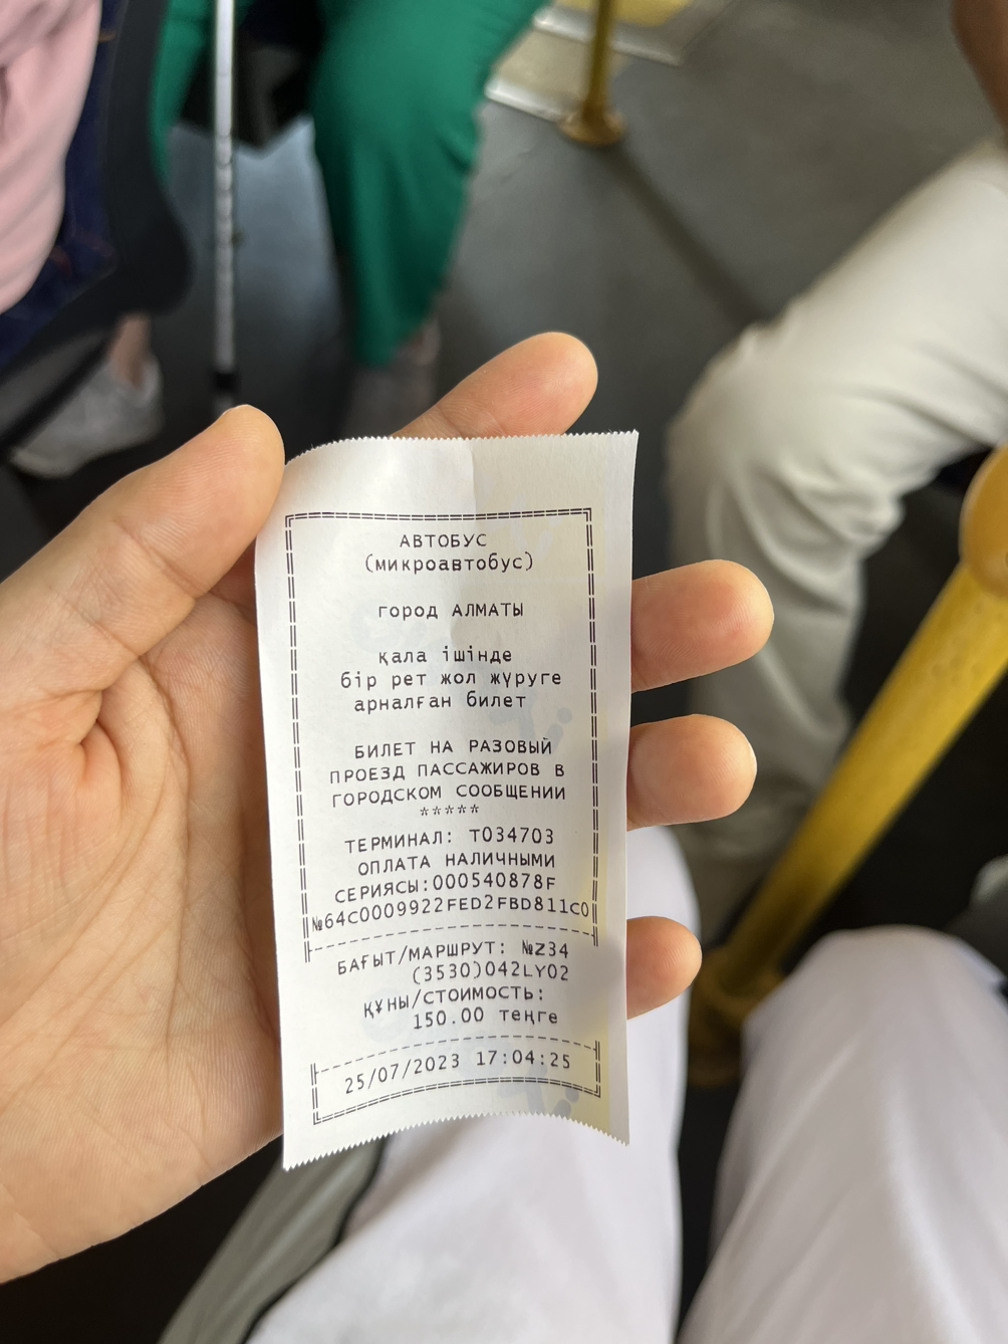 АВТОБУС
(микроавтобус)
город АЛМАТЫ
қала ішінде
бір рет жол жүруге
арналған билет
БИЛЕТ НА РАЗОВЫЙ
ПРОЕЗД ПАССАЖИРОВ В
ГОРОДСКОМ СООБЩЕНИИ
*****
ТЕРМИНАЛ: T034703
ОПЛАТА НАЛИЧНЫМИ
СЕРИЯСЫ:000540878F
№64C0009922FED2FBD811C0
БАҒЫТ/МАРШРУТ: №Z34
(3530)042LY02
ҚҰНЫ/СТОИМОСТЬ:
150.00 теңге
25/07/2023 17:04:25